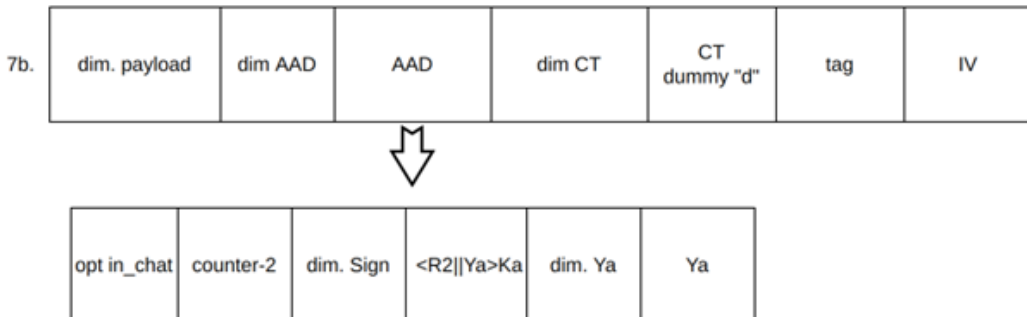 7b.
dim. payload
dim AAD
AAD
dim CT
CT
dummy "d"
tag
IV
opt in_chat
counter-2
dim. Sign
<R2||Ya>Ka
dim. Ya
Ya